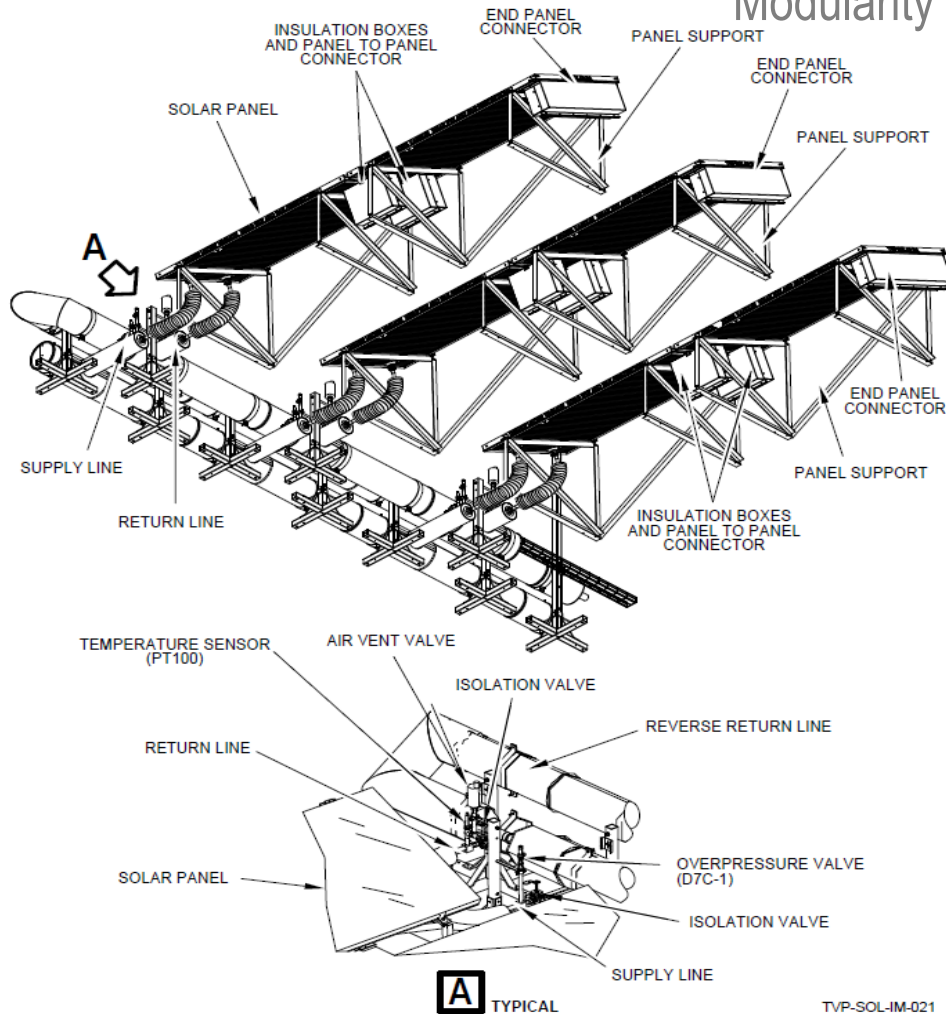 Modularity
END PANEL
CONNECTOR
INSULATION BOXES
AND PANEL TO PANEL
CONNECTOR
PANEL SUPPORT
END PANEL
CONNECTOR
SOLAR PANEL
PANEL SUPPORT
A
END PANEL
CONNECTOR
SUPPLY LINE
PANEL SUPPORT
RETURN LINE
INSULATION BOXES
AND PANEL TO PANEL
CONNECTOR
TEMPERATURE SENSOR
(PT100)
AIR VENT VALVE
ISOLATION VALVE
RETURN LINE
REVERSE RETURN LINE
SOLAR PANEL
OVERPRESSURE VALVE
(D7C-1)
ISOLATION VALVE
SUPPLY LINE
A TYPICAL
TVP-SOL-IM-021